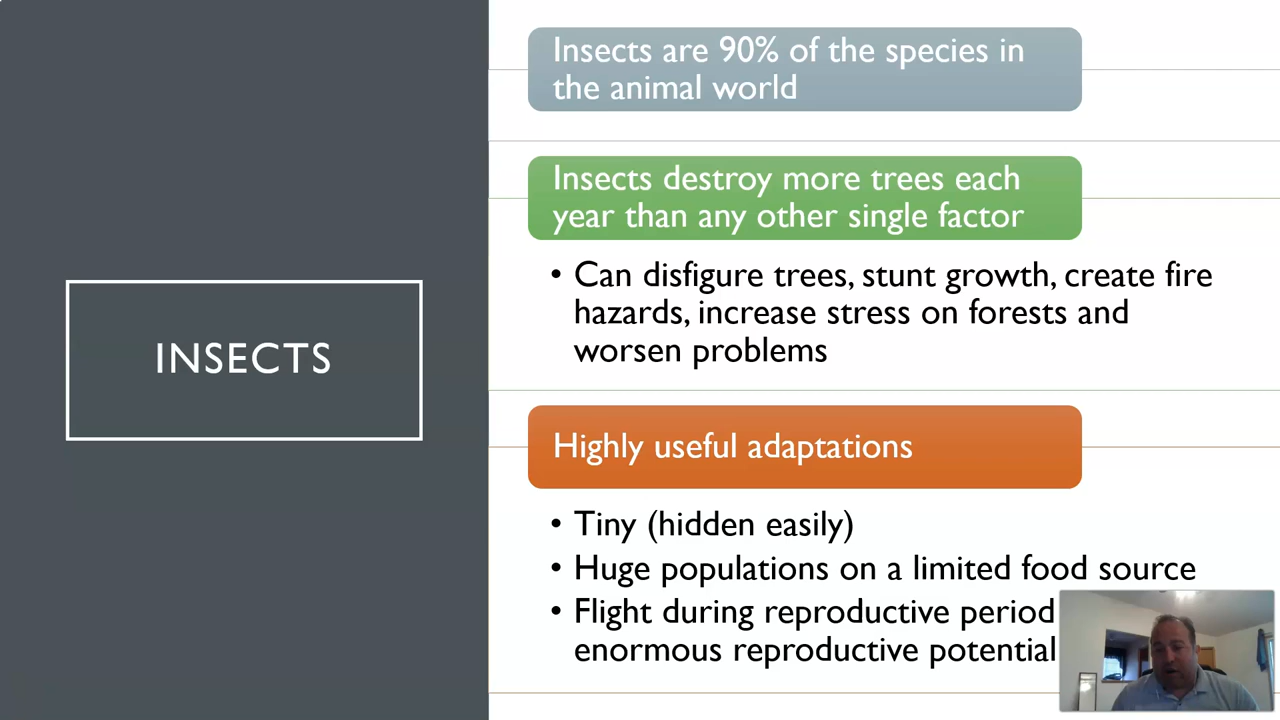 INSECTS
Insects are 90% of the species in
the animal world
Insects destroy more trees each
year than any other single factor
• Can disfigure trees, stunt growth, create fire
hazards, increase stress on forests and
worsen problems
Highly useful adaptations
• Tiny (hidden easily)
• Huge populations on a limited food source
• Flight during reproductive period
enormous reproductive potential